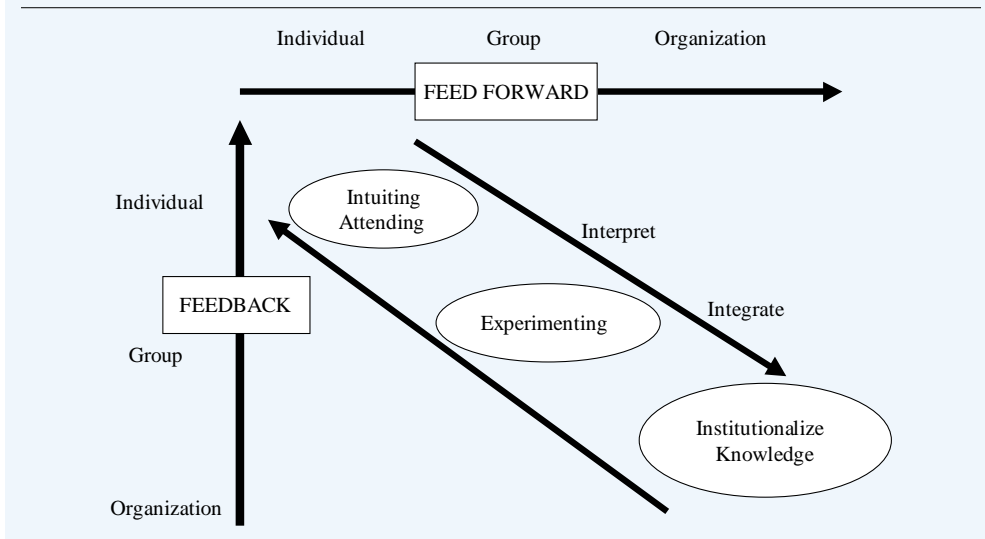 Individual Group Organization
FEED FORWARD
Intuiting
Attending
Individual
Interpret
FEEDBACK
Integrate
Experimenting
Group
Institutionalize
Knowledge
Organization